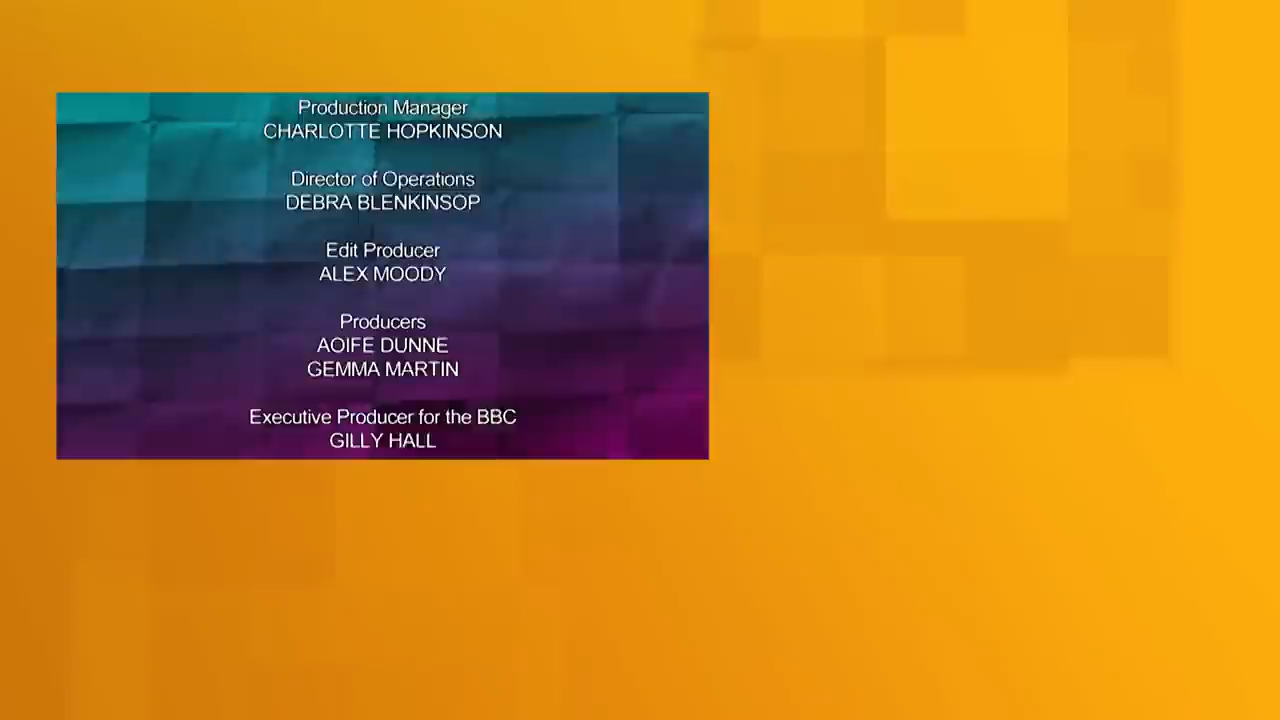 Production Manager
CHARLOTTE HOPKINSON
Director of Operations
DEBRA BLENKINSOP
Edit Producer
ALEX MOODY
Producers
AOIFE DUNNE
GEMMA MARTIN
Executive Producer for the BBC
GILLY HALL